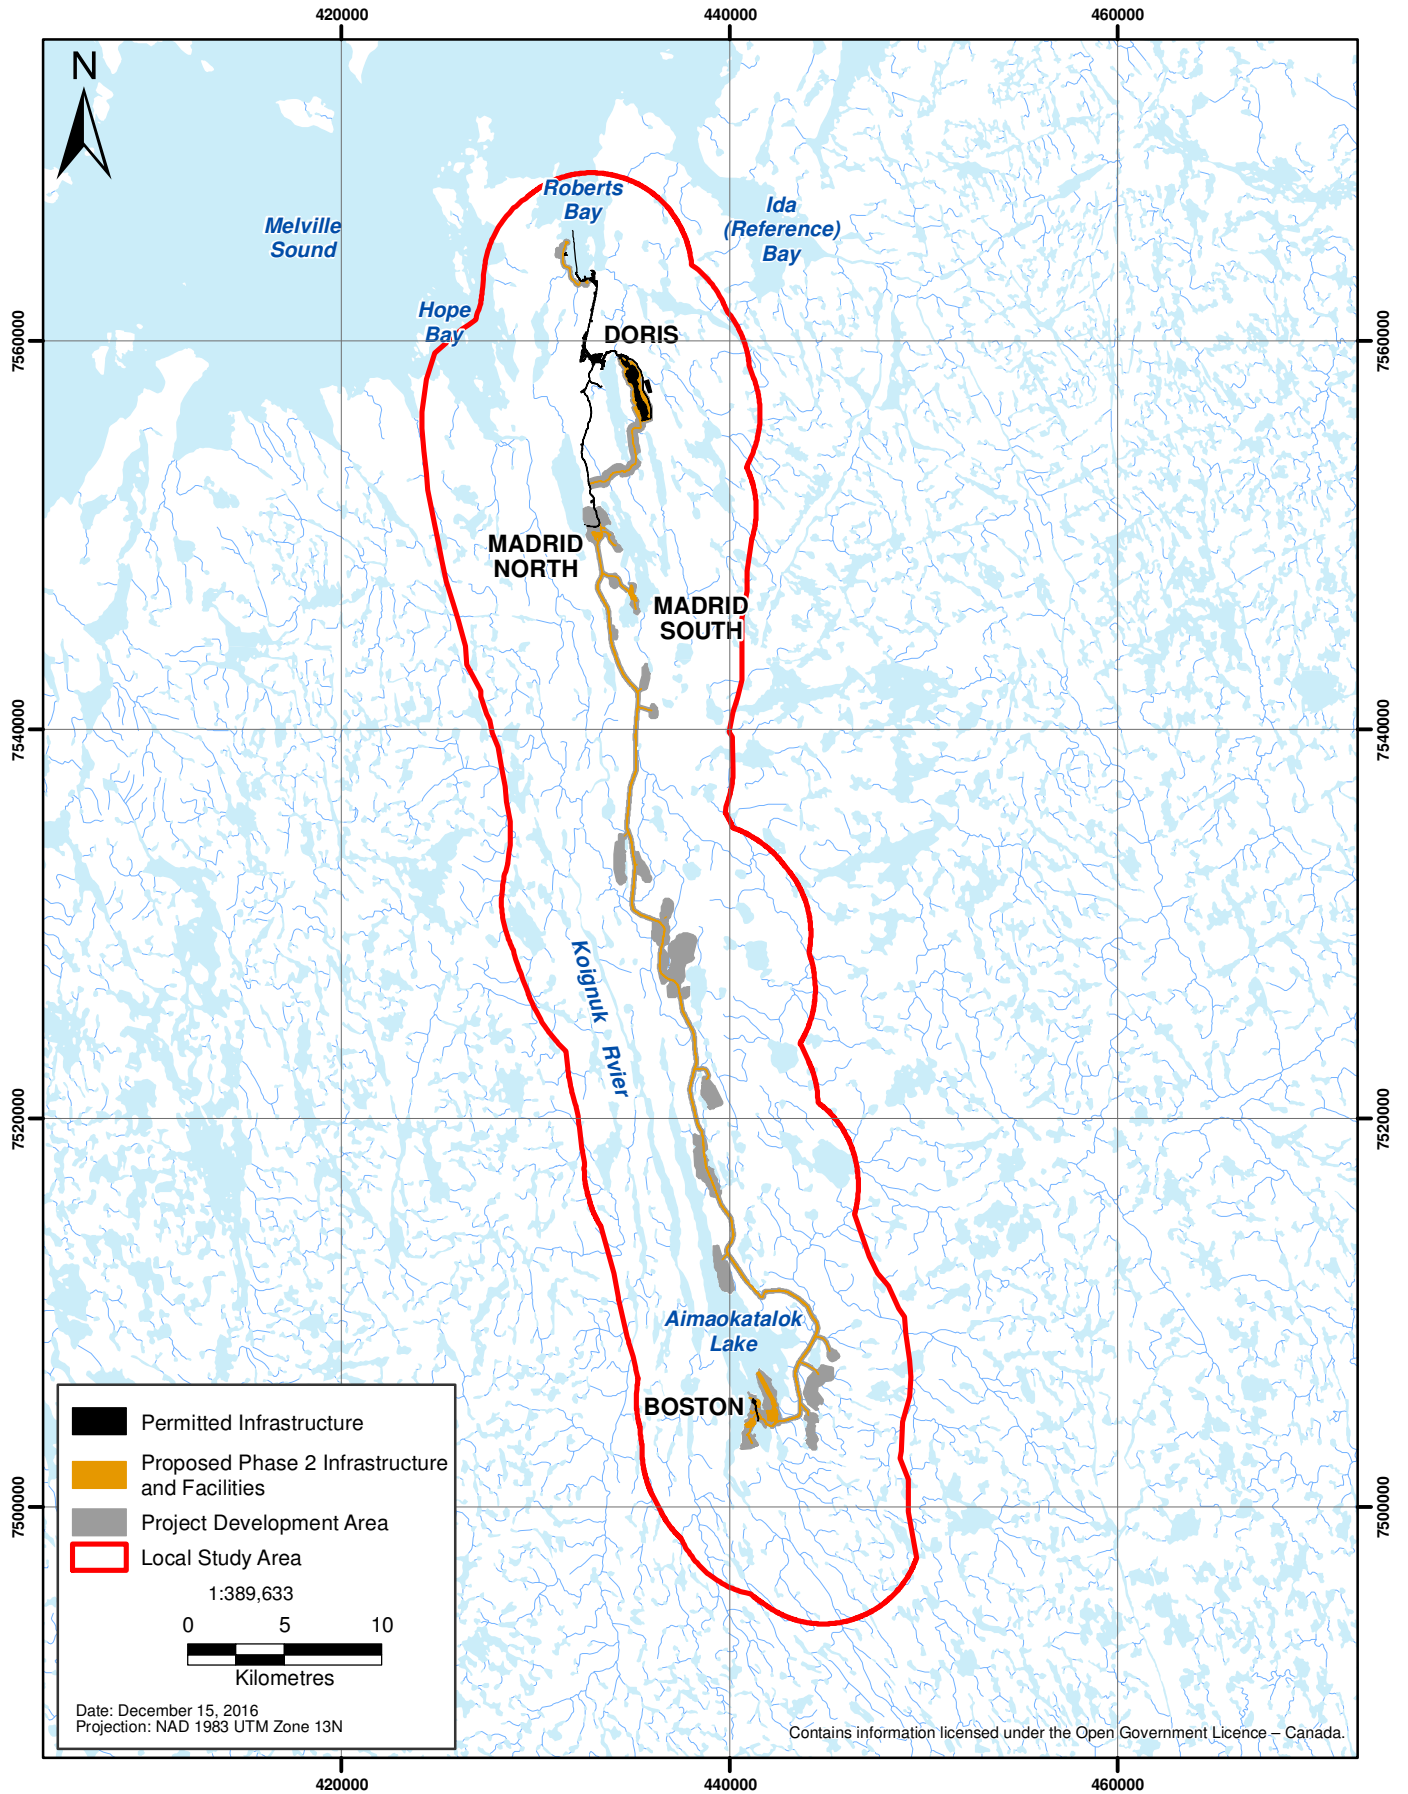 420000
440000
460000
N
Roberts
Bay
Ida
(Reference)
Bay
Melville
Sound
Hope
Bay
DORIS
7560000
7560000
MADRID
NORTH
MADRID
SOUTH
7540000
7540000
Koignuk
Rvier
7520000
7520000
Aimaokatalok
Lake
BOSTON
7500000
7500000
Permitted Infrastructure
Proposed Phase 2 Infrastructure
and Facilities
Project Development Area
Local Study Area
1:389,633
0 5 10
Kilometres
Date: December 15, 2016
Projection: NAD 1983 UTM Zone 13N
Contains information licensed under the Open Government Licence – Canada.
420000
440000
460000